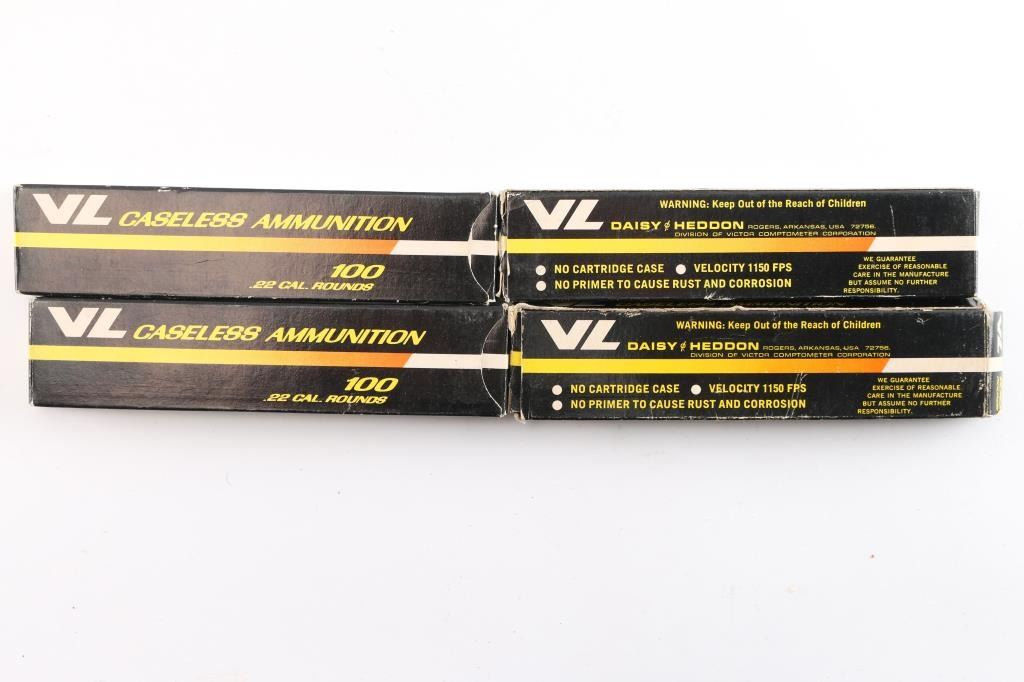 VL CASELESS AMMUNITION
100
.22 CAL. ROUNDS
VL WARNING: Keep Out of the Reach of Children
DAISY & HEDDON ROGERS, ARKANSAS, USA 72756.
DIVISION OF VICTOR COMPTOMETER CORPORATION
NO CARTRIDGE CASE VELOCITY 1150 FPS
NO PRIMER TO CAUSE RUST AND CORROSION
WE GUARANTEE
EXERCISE OF REASONABLE
CARE IN THE MANUFACTURE
BUT ASSUME NO FURTHER
RESPONSIBILITY.
VL CASELESS AMMUNITION
100
.22 CAL. ROUNDS
VL WARNING: Keep Out of the Reach of Children
DAISY & HEDDON ROGERS, ARKANSAS, USA 72756.
DIVISION OF VICTOR COMPTOMETER CORPORATION
NO CARTRIDGE CASE VELOCITY 1150 FPS
NO PRIMER TO CAUSE RUST AND CORROSION
WE GUARANTEE
EXERCISE OF REASONABLE
CARE IN THE MANUFACTURE
BUT ASSUME NO FURTHER
RESPONSIBILITY.